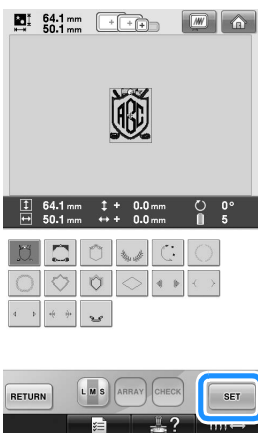 64.1 mm
50.1 mm
ABC
64.1 mm + 0.0 mm 0°
50.1 mm + 0.0 mm 5
RETURN L M S ARRAY CHECK SET
?